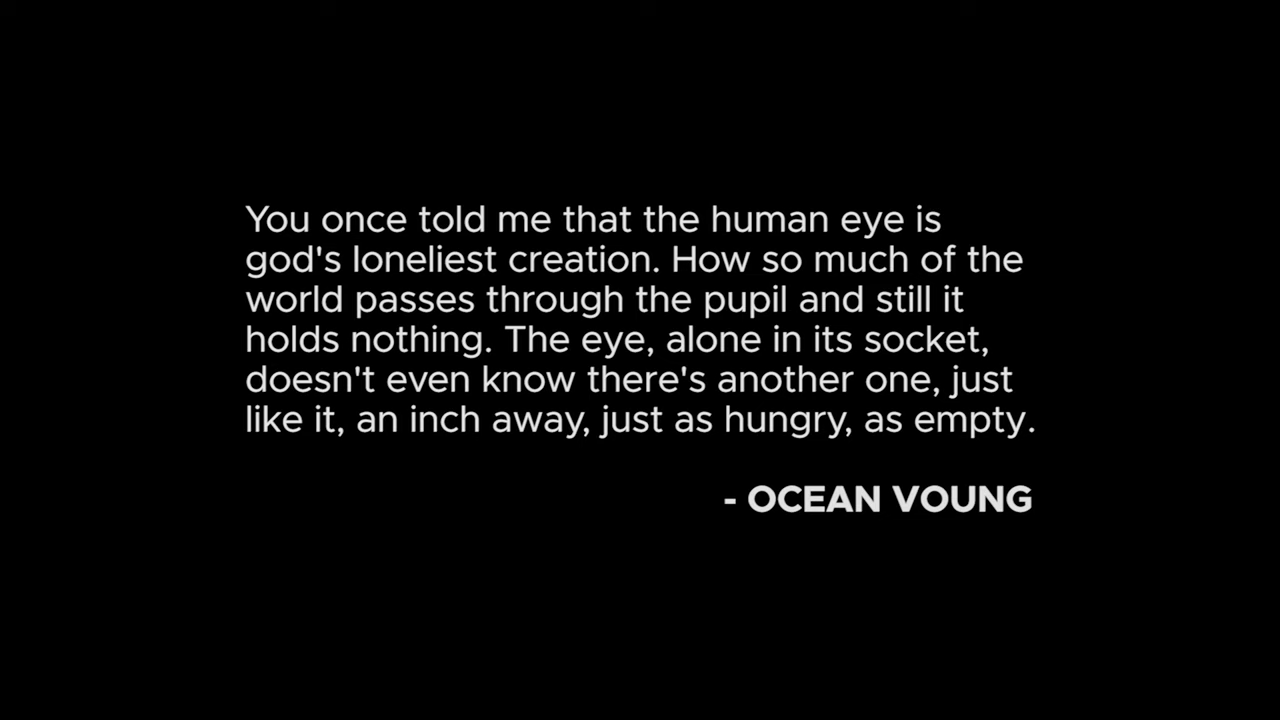 You once told me that the human eye is
god's loneliest creation. How so much of the
world passes through the pupil and still it
holds nothing. The eye, alone in its socket,
doesn't even know there's another one, just
like it, an inch away, just as hungry, as empty.
- OCEAN VOUNG